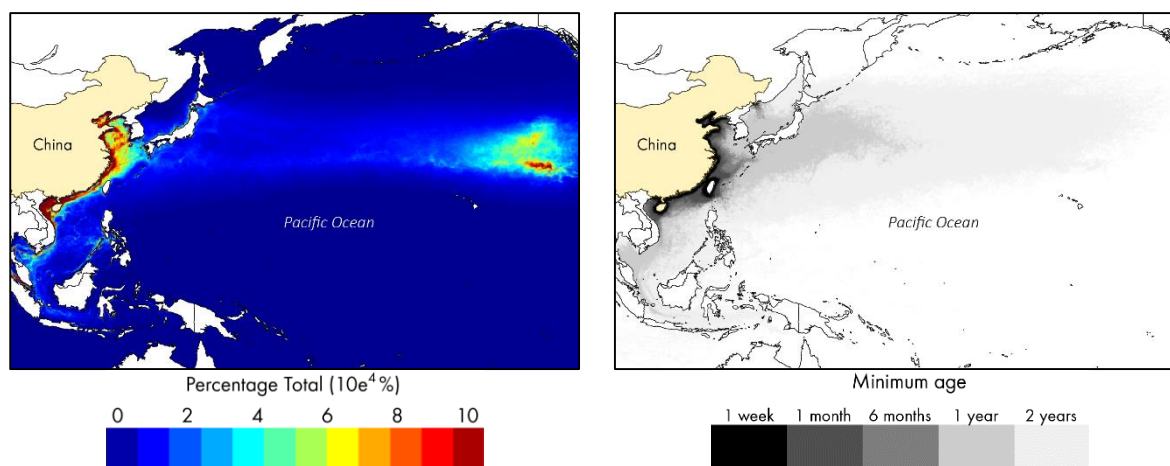 China
Pacific Ocean
Percentage Total (10e⁴ %)
0 2 4 6 8 10
China
Pacific Ocean
Minimum age
1 week 1 month 6 months 1 year 2 years